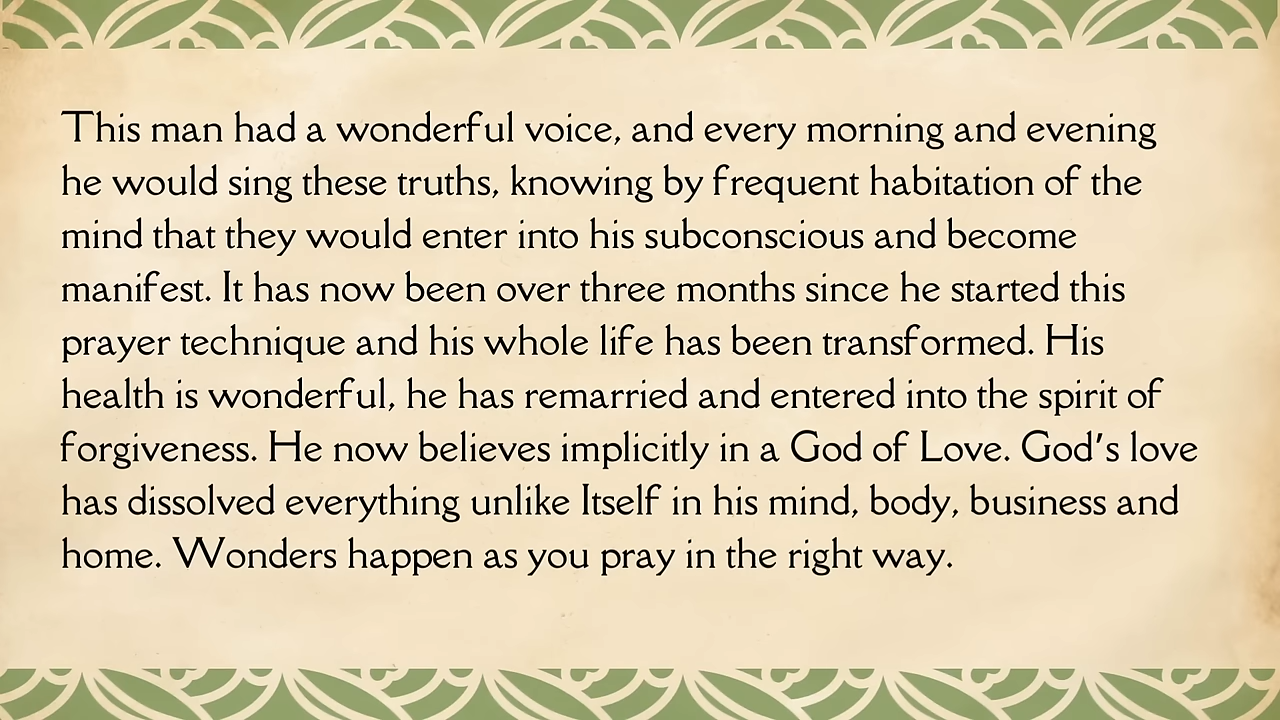 This man had a wonderful voice, and every morning and evening
he would sing these truths, knowing by frequent habitation of the
mind that they would enter into his subconscious and become
manifest. It has now been over three months since he started this
prayer technique and his whole life has been transformed. His
health is wonderful, he has remarried and entered into the spirit of
forgiveness. He now believes implicitly in a God of Love. God's love
has dissolved everything unlike Itself in his mind, body, business and
home. Wonders happen as you pray in the right way.